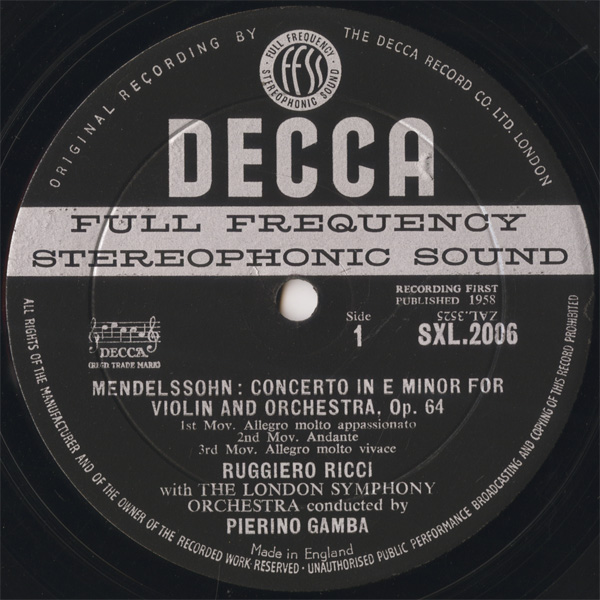 ORIGINAL RECORDING BY
THE DECCA RECORD CO. LTD. LONDON
FULL FREQUENCY
ffss
STEREOPHONIC SOUND
DECCA
FULL FREQUENCY
STEREOPHONIC SOUND
RECORDING FIRST
PUBLISHED 1958
ZAL.3525
Side
1
SXL.2006
DECCA
(REGD TRADE MARK)
MENDELSSOHN: CONCERTO IN E MINOR FOR
VIOLIN AND ORCHESTRA, Op. 64
1st Mov. Allegro molto appassionato
2nd Mov. Andante
3rd Mov. Allegro molto vivace
RUGGIERO RICCI
with THE LONDON SYMPHONY
ORCHESTRA conducted by
PIERINO GAMBA
Made in England
ALL RIGHTS OF THE MANUFACTURER AND OF THE OWNER OF THE RECORDED WORK RESERVED · UNAUTHORISED PUBLIC PERFORMANCE BROADCASTING AND COPYING OF THIS RECORD PROHIBITED